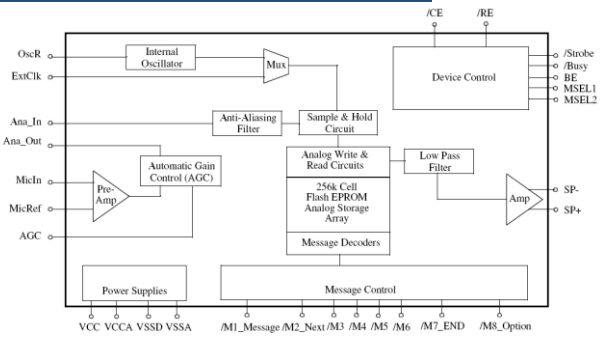 /CE
/RE
OscR
Internal
Oscillator
ExtClk
Mux
Device Control
/Strobe
/Busy
BE
MSEL1
MSEL2
Ana_In
Anti-Aliasing
Filter
Sample & Hold
Circuit
Ana_Out
Automatic Gain
Control (AGC)
Analog Write &
Read Circuits
Low Pass
Filter
MicIn
Pre-
Amp
MicRef
256k Cell
Flash EPROM
Analog Storage
Array
Amp
SP-
SP+
AGC
Message Decoders
Power Supplies
Message Control
VCC VCCA VSSD VSSA
/M1_Message /M2_Next /M3 /M4 /M5 /M6 /M7_END /M8_Option